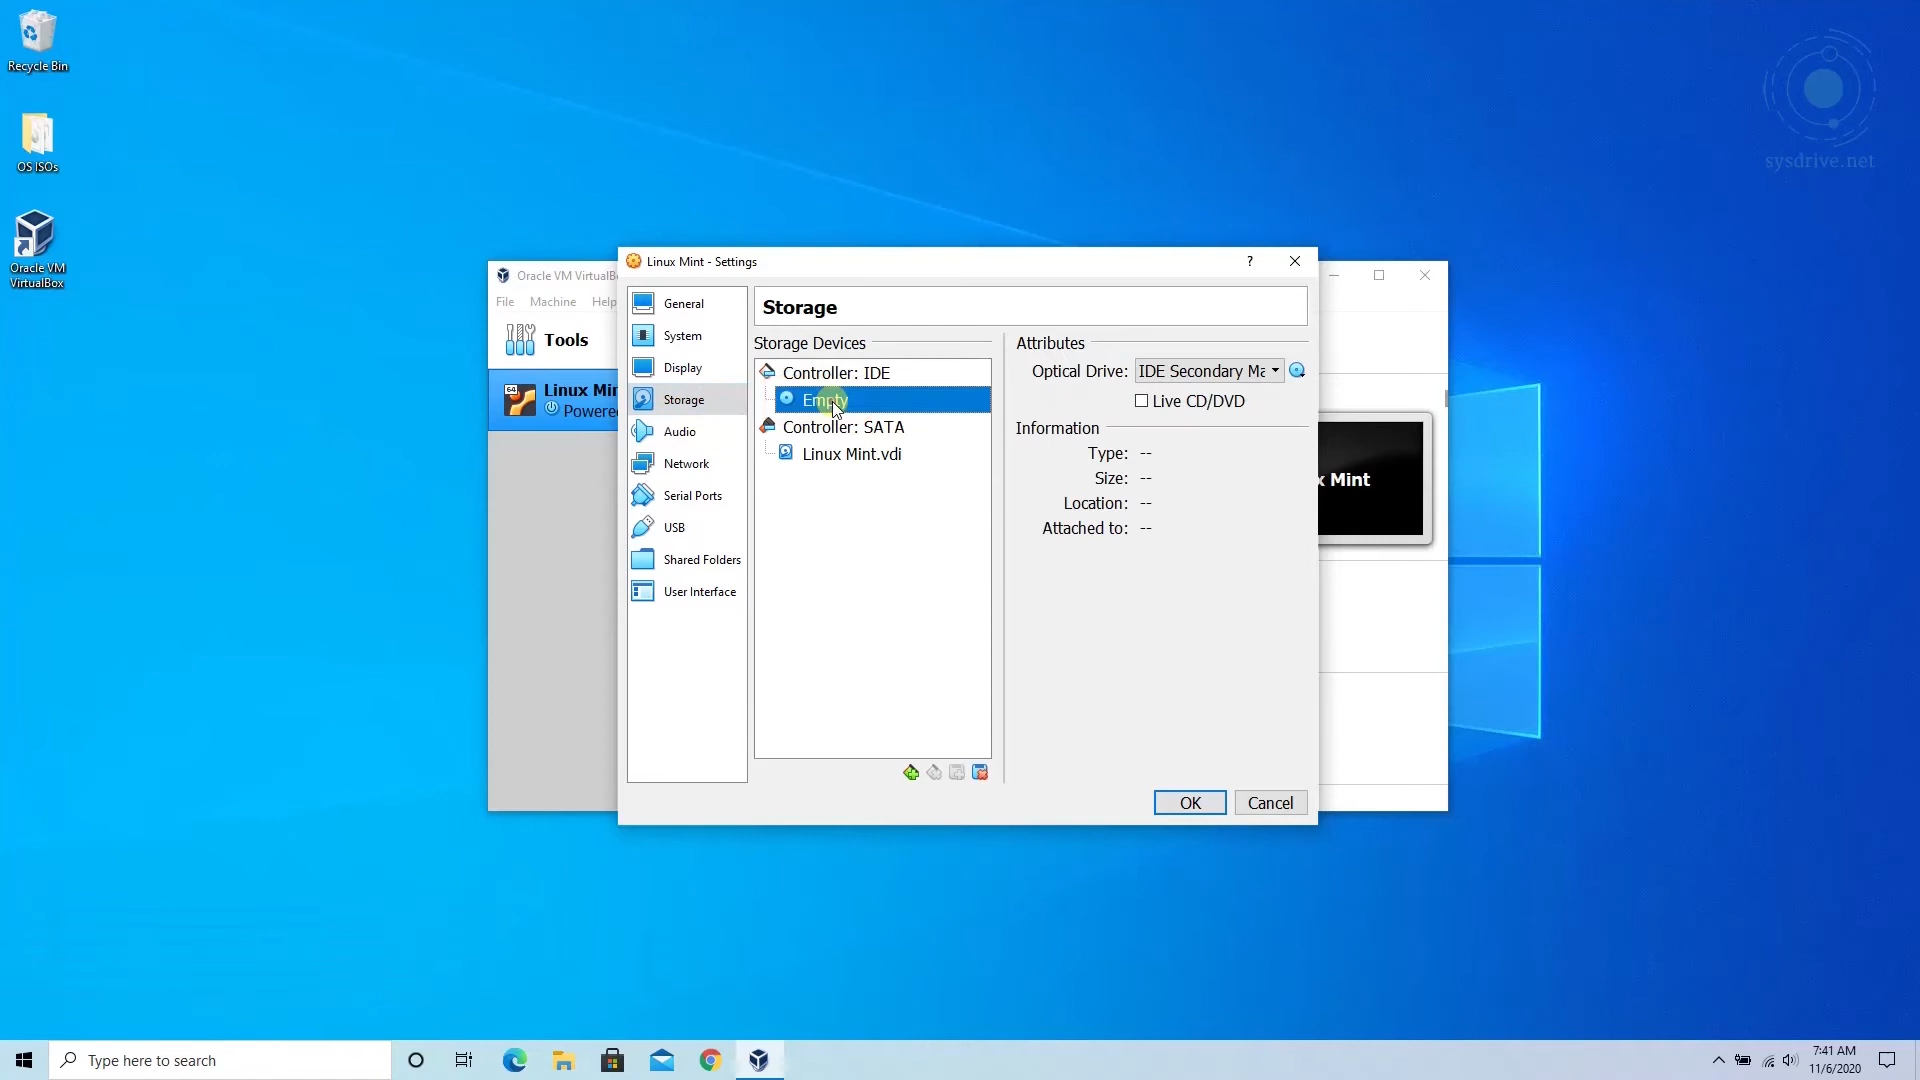 Recycle Bin
OS ISOs
Oracle VM
VirtualBox
sysdrive.net
Oracle VM VirtualB
File Machine Help
Tools
64
Linux Min
Powere
Linux Mint - Settings
?
General
System
Display
Storage
Audio
Network
Serial Ports
USB
Shared Folders
User Interface
Storage
Storage Devices
Controller: IDE
Empty
Controller: SATA
Linux Mint.vdi
Attributes
Optical Drive: IDE Secondary Ma
Live CD/DVD
Information
Type: --
Size: --
Location: --
Attached to: --
OK Cancel
x Mint
Type here to search
7:41 AM
11/6/2020